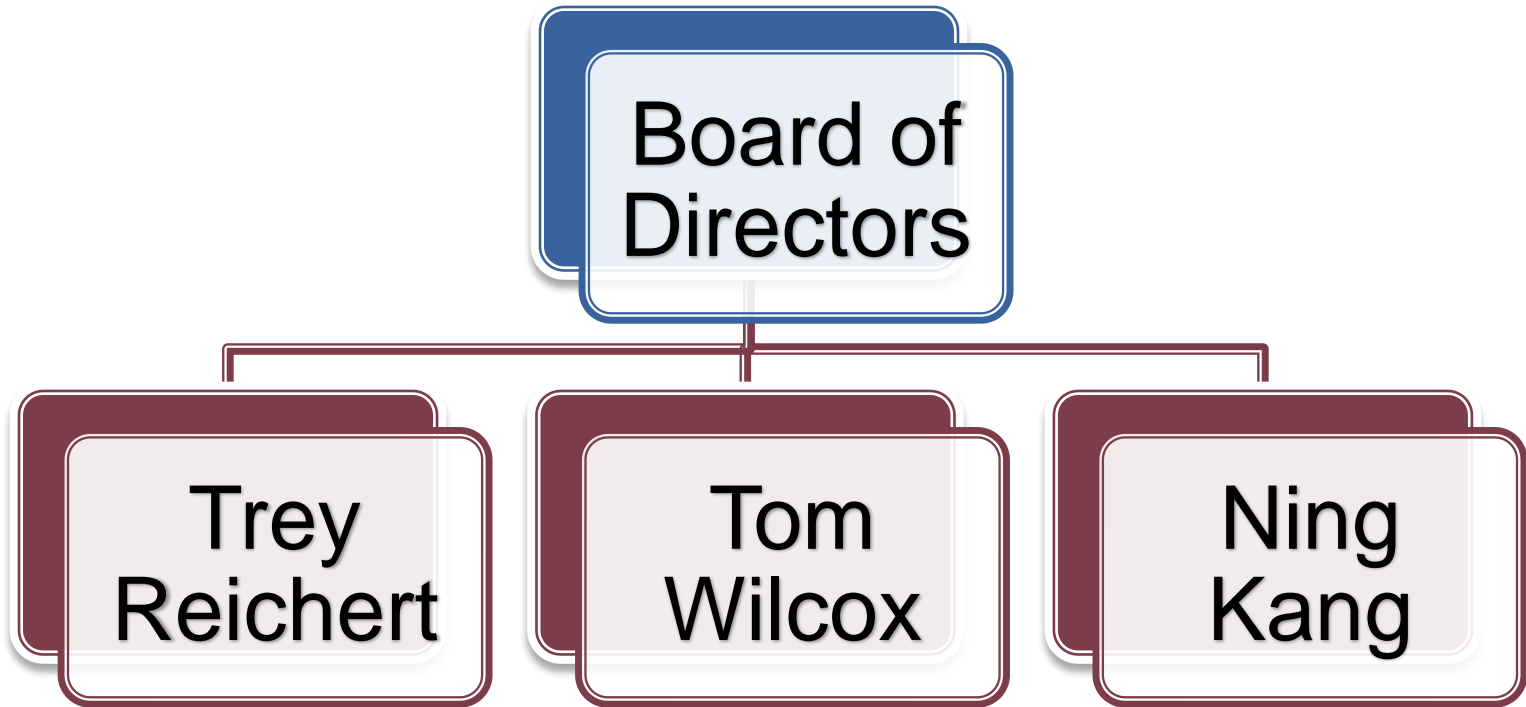 Board of
Directors
Trey
Reichert
Tom
Wilcox
Ning
Kang